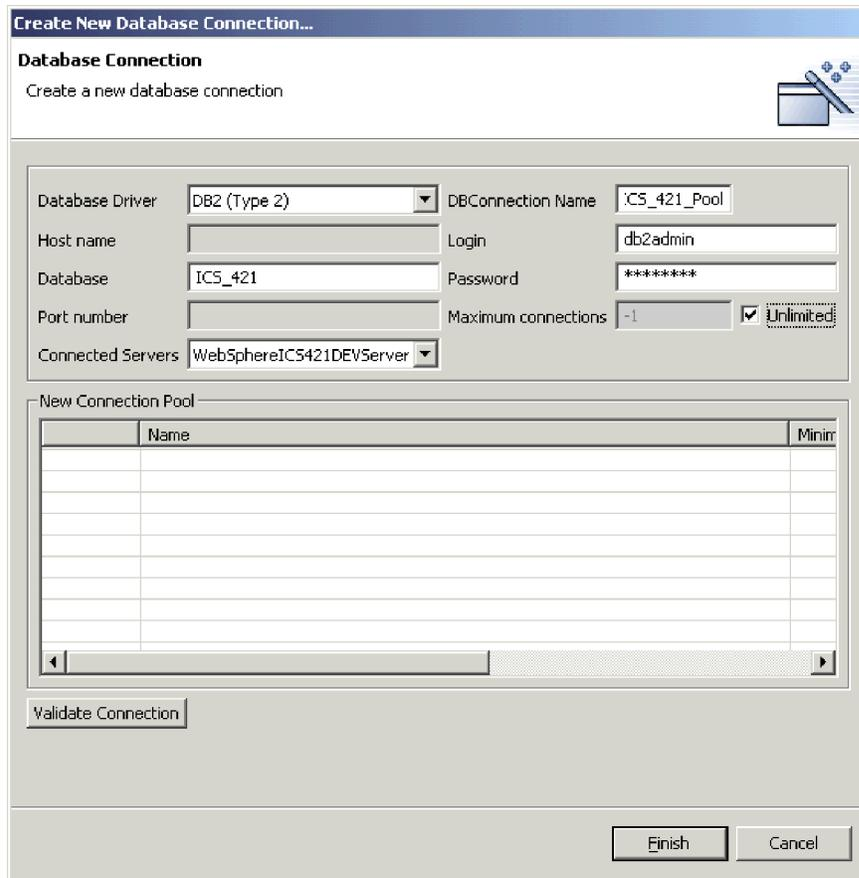 Create New Database Connection...
Database Connection
Create a new database connection
Database Driver DB2 (Type 2) DBConnection Name ICS_421_Pool
Host name Login db2admin
Database ICS_421 Password ********
Port number Maximum connections -1 Unlimited
Connected Servers WebSphereICS421DEVServer
New Connection Pool
Name Minim
Validate Connection
Finish Cancel